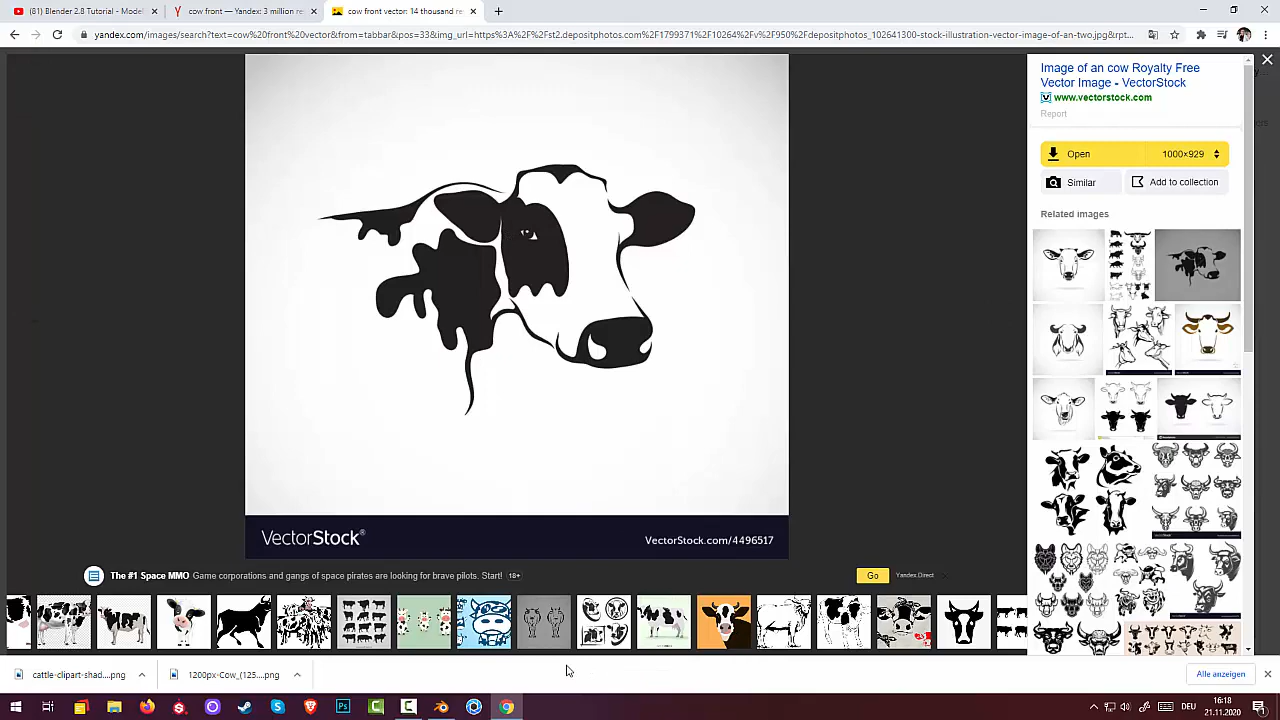 (81) Blender 2.8 Tutorial - Model
cow front — Yandex: 3 million re
cow front vector: 14 thousand re
yandex.com/images/search?text=cow%20front%20vector&from=tabbar&pos=33&img_url=https%3A%2F%2Fst2.depositphotos.com%2F1799371%2F10264%2Fv%2F950%2Fdepositphotos_102641300-stock-illustration-vector-image-of-an-two.jpg&rpt...
Image of an cow Royalty Free
Vector Image - VectorStock
www.vectorstock.com
Report
Open
1000×929
Similar
Add to collection
Related images
VectorStock®
VectorStock.com/4496517
The #1 Space MMO Game corporations and gangs of space pirates are looking for brave pilots. Start! 18+
Go
Yandex.Direct
cattle-clipart-shad....png
1200px-Cow_(125....png
Alle anzeigen
DEU
16:18
21.11.2020